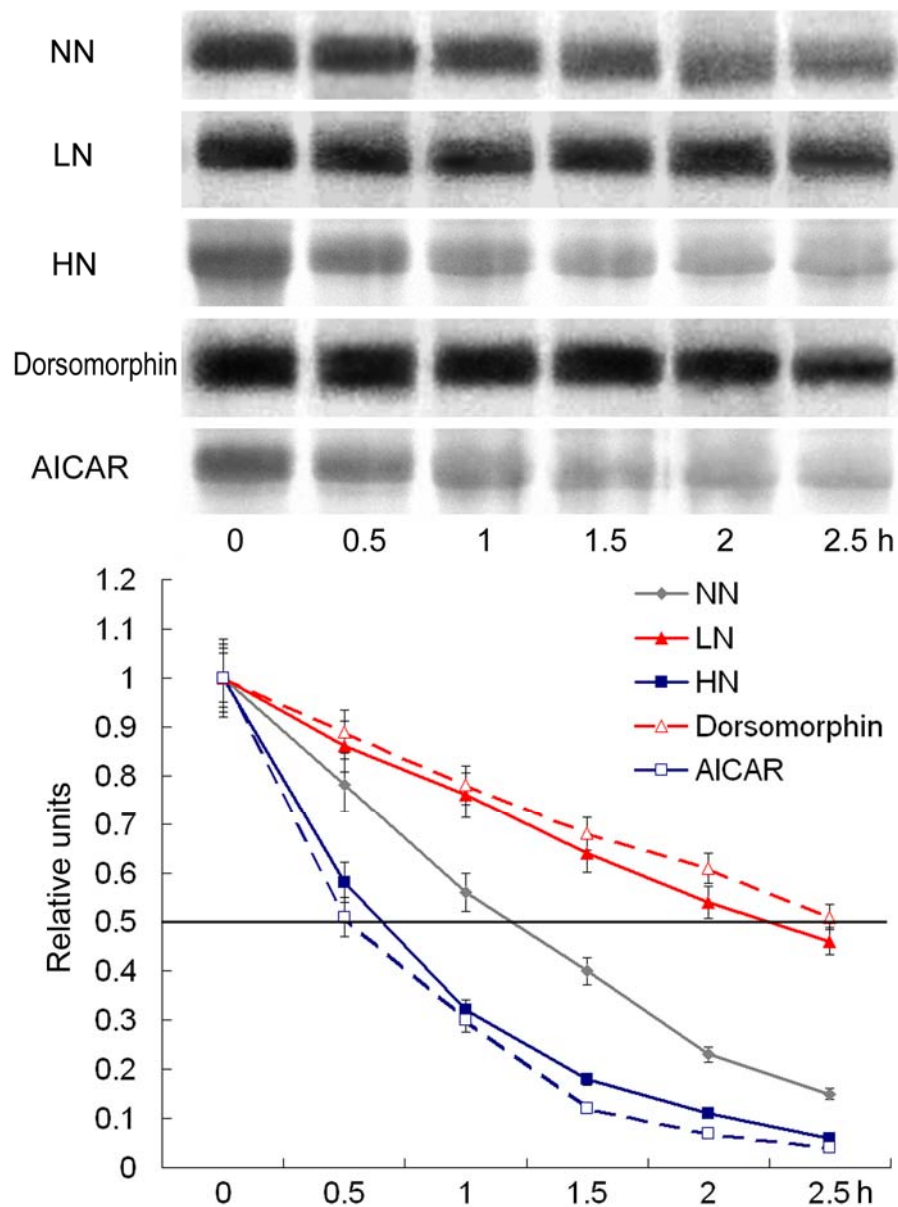 NN
LN
HN
Dorsomorphin
AICAR
0 0.5 1 1.5 2 2.5 h
1.2
1.1
1
0.9
0.8
0.7
0.6
0.5
0.4
0.3
0.2
0.1
0
Relative units
NN
LN
HN
Dorsomorphin
AICAR
0 0.5 1 1.5 2 2.5 h